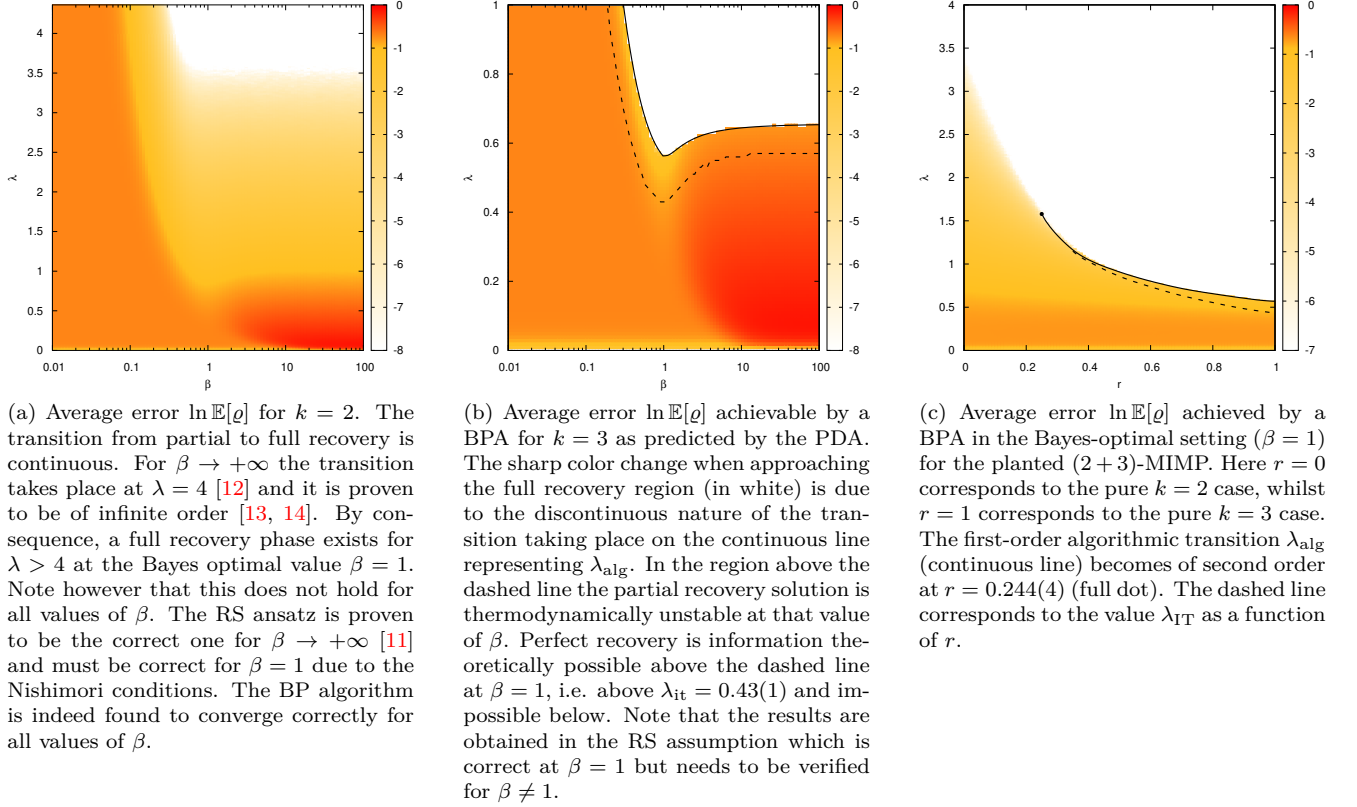 4
3.5
3
2.5
2
1.5
1
0.5
0
λ
0.01
0.1
1
10
100
β
0
-1
-2
-3
-4
-5
-6
-7
-8
1
0.8
0.6
0.4
0.2
0
λ
0.01
0.1
1
10
100
β
0
-1
-2
-3
-4
-5
-6
-7
-8
4
3.5
3
2.5
2
1.5
1
0.5
0
λ
0
0.2
0.4
0.6
0.8
1
r
0
-1
-2
-3
-4
-5
-6
-7
(a) Average error ln 𝔼[ϱ] for k = 2. The
transition from partial to full recovery is
continuous. For β → +∞ the transition
takes place at λ = 4 [12] and it is proven
to be of infinite order [13, 14]. By con-
sequence, a full recovery phase exists for
λ > 4 at the Bayes optimal value β = 1.
Note however that this does not hold for
all values of β. The RS ansatz is proven
to be the correct one for β → +∞ [11]
and must be correct for β = 1 due to the
Nishimori conditions. The BP algorithm
is indeed found to converge correctly for
all values of β.
(b) Average error ln 𝔼[ϱ] achievable by a
BPA for k = 3 as predicted by the PDA.
The sharp color change when approaching
the full recovery region (in white) is due
to the discontinuous nature of the tran-
sition taking place on the continuous line
representing λ_alg. In the region above the
dashed line the partial recovery solution is
thermodynamically unstable at that value
of β. Perfect recovery is information the-
oretically possible above the dashed line
at β = 1, i.e. above λ_it = 0.43(1) and im-
possible below. Note that the results are
obtained in the RS assumption which is
correct at β = 1 but needs to be verified
for β ≠ 1.
(c) Average error ln 𝔼[ϱ] achieved by a
BPA in the Bayes-optimal setting (β = 1)
for the planted (2 + 3)-MIMP. Here r = 0
corresponds to the pure k = 2 case, whilst
r = 1 corresponds to the pure k = 3 case.
The first-order algorithmic transition λ_alg
(continuous line) becomes of second order
at r = 0.244(4) (full dot). The dashed line
corresponds to the value λ_IT as a function
of r.